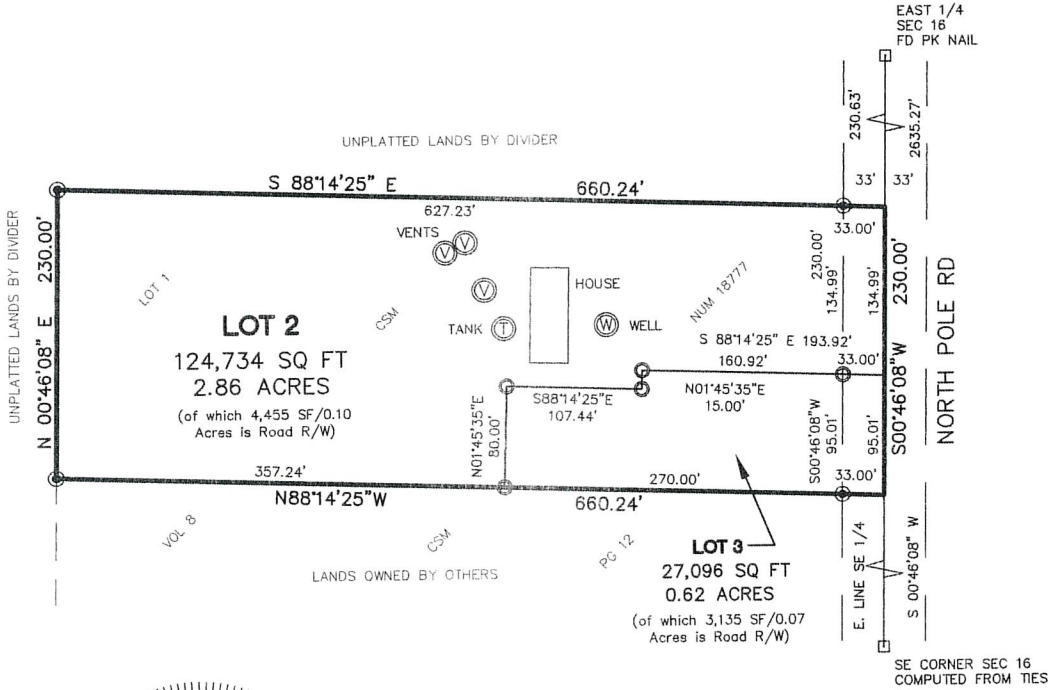 EAST 1/4
SEC 16
FD PK NAIL
230.63'
2635.27'
UNPLATTED LANDS BY DIVIDER
S 88°14'25" E 660.24'
33' 33'
627.23'
33.00'
UNPLATTED LANDS BY DIVIDER
N 00°46'08" E 230.00'
VENTS
V V
V
LOT 1
CSM
NUM 18777
HOUSE
TANK T
W WELL
230.00'
134.99'
134.99'
230.00'
S00°46'08"W
NORTH POLE RD
LOT 2
124,734 SQ FT
2.86 ACRES
(of which 4,455 SF/0.10
Acres is Road R/W)
S 88°14'25" E 193.92'
160.92' 33.00'
S88°14'25"E
107.44'
N01°45'35"E
15.00'
N01°45'35"E
80.00'
S00°46'08"W
95.01'
95.01'
357.24' 270.00' 33.00'
N88°14'25"W 660.24'
VOL 8
CSM
PG 12
LANDS OWNED BY OTHERS
LOT 3
27,096 SQ FT
0.62 ACRES
(of which 3,135 SF/0.07
Acres is Road R/W)
E. LINE SE 1/4
S 00°46'08" W
SE CORNER SEC 16
COMPUTED FROM TIES